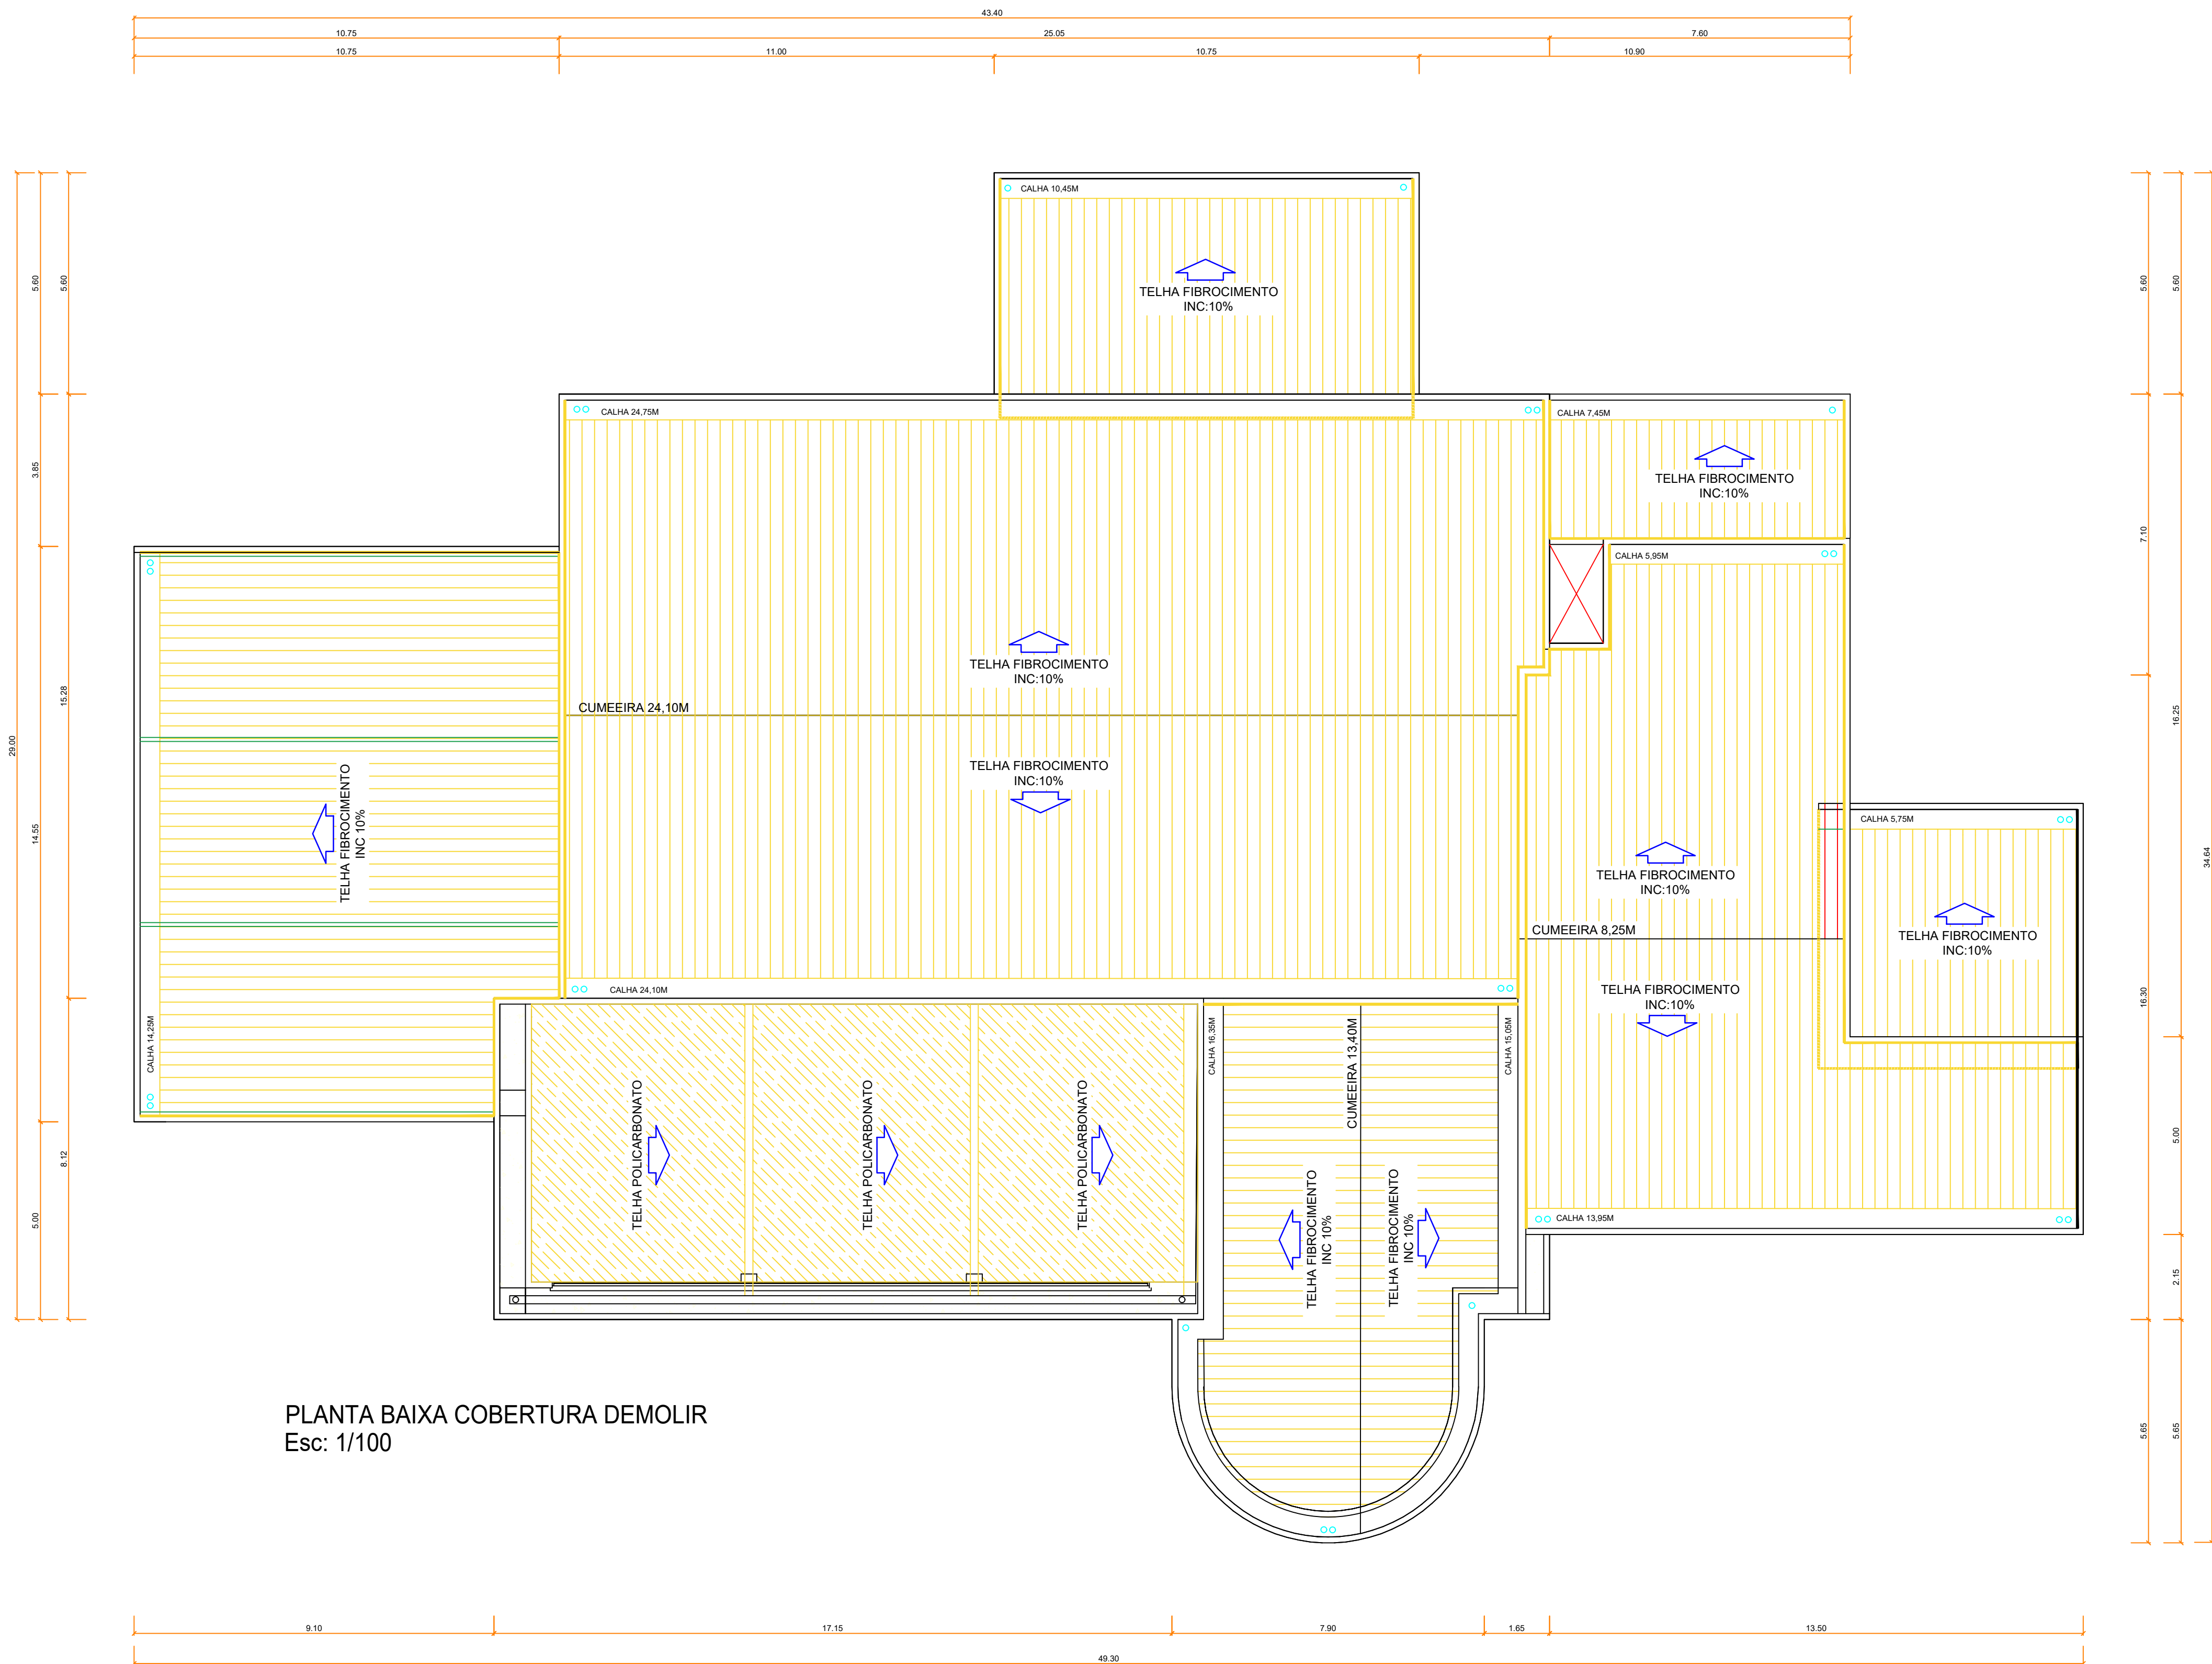 43.40
10.75
25.05
7.60
10.75
11.00
10.75
10.90
CALHA 10,45M
TELHA FIBROCIMENTO
INC:10%
CALHA 24,75M
CALHA 7,45M
TELHA FIBROCIMENTO
INC:10%
CALHA 5,95M
TELHA FIBROCIMENTO
INC:10%
CUMEEIRA 24,10M
TELHA FIBROCIMENTO
INC:10%
TELHA FIBROCIMENTO
INC 10%
CALHA 14,25M
CALHA 24,10M
CALHA 5,75M
TELHA FIBROCIMENTO
INC:10%
CUMEEIRA 8,25M
TELHA FIBROCIMENTO
INC:10%
TELHA FIBROCIMENTO
INC:10%
CALHA 16,35M
CUMEEIRA 13,40M
CALHA 15,05M
TELHA POLICARBONATO
TELHA POLICARBONATO
TELHA POLICARBONATO
TELHA FIBROCIMENTO
INC 10%
TELHA FIBROCIMENTO
INC 10%
CALHA 13,95M
29.00
5.60
3.85
14.55
5.00
5.60
15.28
8.12
5.60
7.10
16.30
5.65
5.60
16.25
5.00
2.15
5.65
34.64
PLANTA BAIXA COBERTURA DEMOLIR
Esc: 1/100
9.10
17.15
7.90
1.65
13.50
49.30